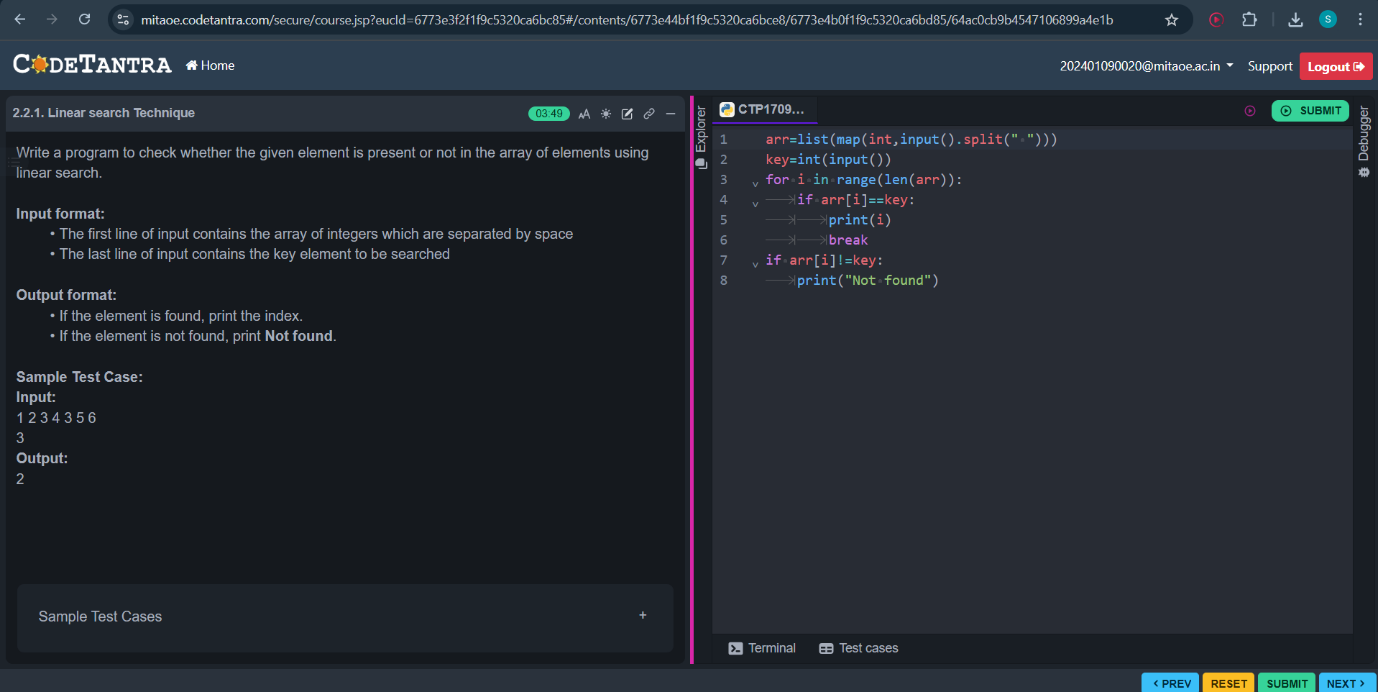 mitaoe.codetantra.com/secure/course.jsp?eucId=6773e3f2f1f9c5320ca6bc85#/contents/6773e44bf1f9c5320ca6bce8/6773e4b0f1f9c5320ca6bd85/64ac0cb9b4547106899a4e1b
S
CODETANTRA
Home
202401090020@mitaoe.ac.in
Support
Logout
2.2.1. Linear search Technique
03:49
AA
Write a program to check whether the given element is present or not in the array of elements using
linear search.
Input format:
• The first line of input contains the array of integers which are separated by space
• The last line of input contains the key element to be searched
Output format:
• If the element is found, print the index.
• If the element is not found, print Not found.
Sample Test Case:
Input:
1 2 3 4 3 5 6
3
Output:
2
Sample Test Cases
+
Explorer
CTP1709...
SUBMIT
Debugger
1 arr=list(map(int,input().split(" ")))
2 key=int(input())
3 for i in range(len(arr)):
4 if arr[i]==key:
5 print(i)
6 break
7 if arr[i]!=key:
8 print("Not found")
Terminal
Test cases
< PREV
RESET
SUBMIT
NEXT >